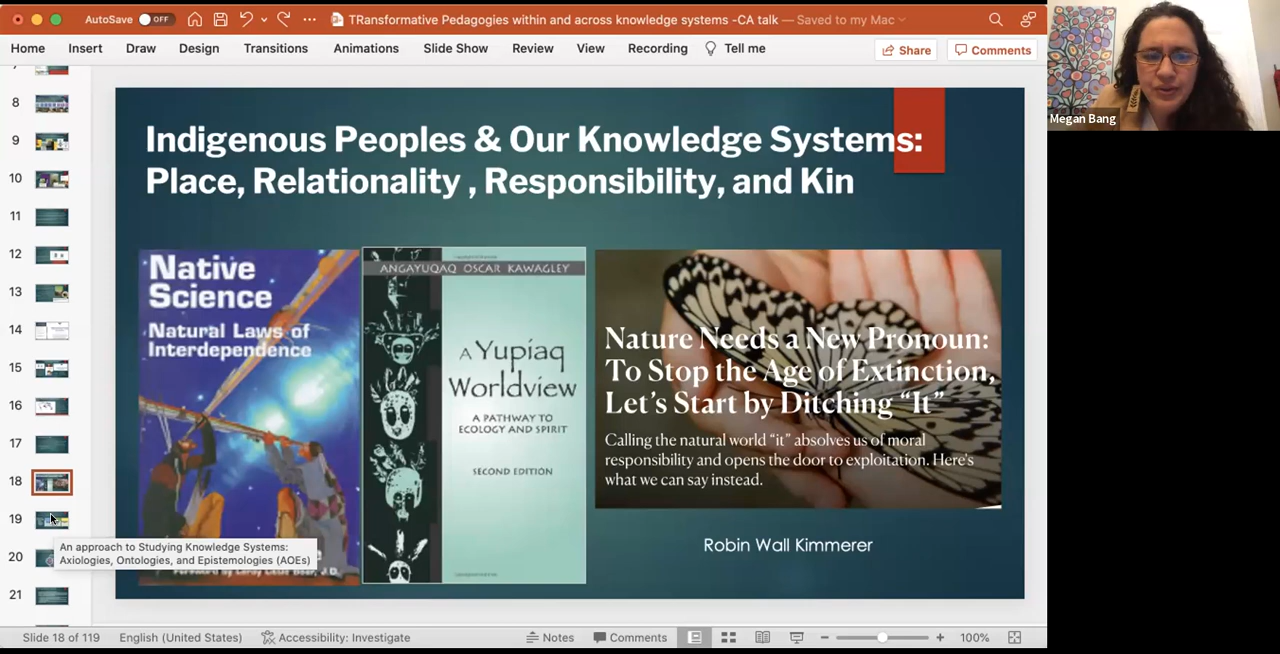 AutoSave OFF TRansformative Pedagogies within and across knowledge systems -CA talk — Saved to my Mac
Home Insert Draw Design Transitions Animations Slide Show Review View Recording Tell me Share Comments
8
9
10
11
12
13
14
15
16
17
18
19
20
21
Indigenous Peoples & Our Knowledge Systems:
Place, Relationality , Responsibility, and Kin
Native
Science
Natural Laws of
Interdependence
ANGAYUQAQ OSCAR KAWAGLEY
A Yupiaq
Worldview
A PATHWAY TO
ECOLOGY AND SPIRIT
SECOND EDITION
Nature Needs a New Pronoun:
To Stop the Age of Extinction,
Let's Start by Ditching “It”
Calling the natural world “it” absolves us of moral
responsibility and opens the door to exploitation. Here's
what we can say instead.
Robin Wall Kimmerer
An approach to Studying Knowledge Systems:
Axiologies, Ontologies, and Epistemologies (AOEs)
Slide 18 of 119 English (United States) Accessibility: Investigate Notes Comments 100%
Megan Bang